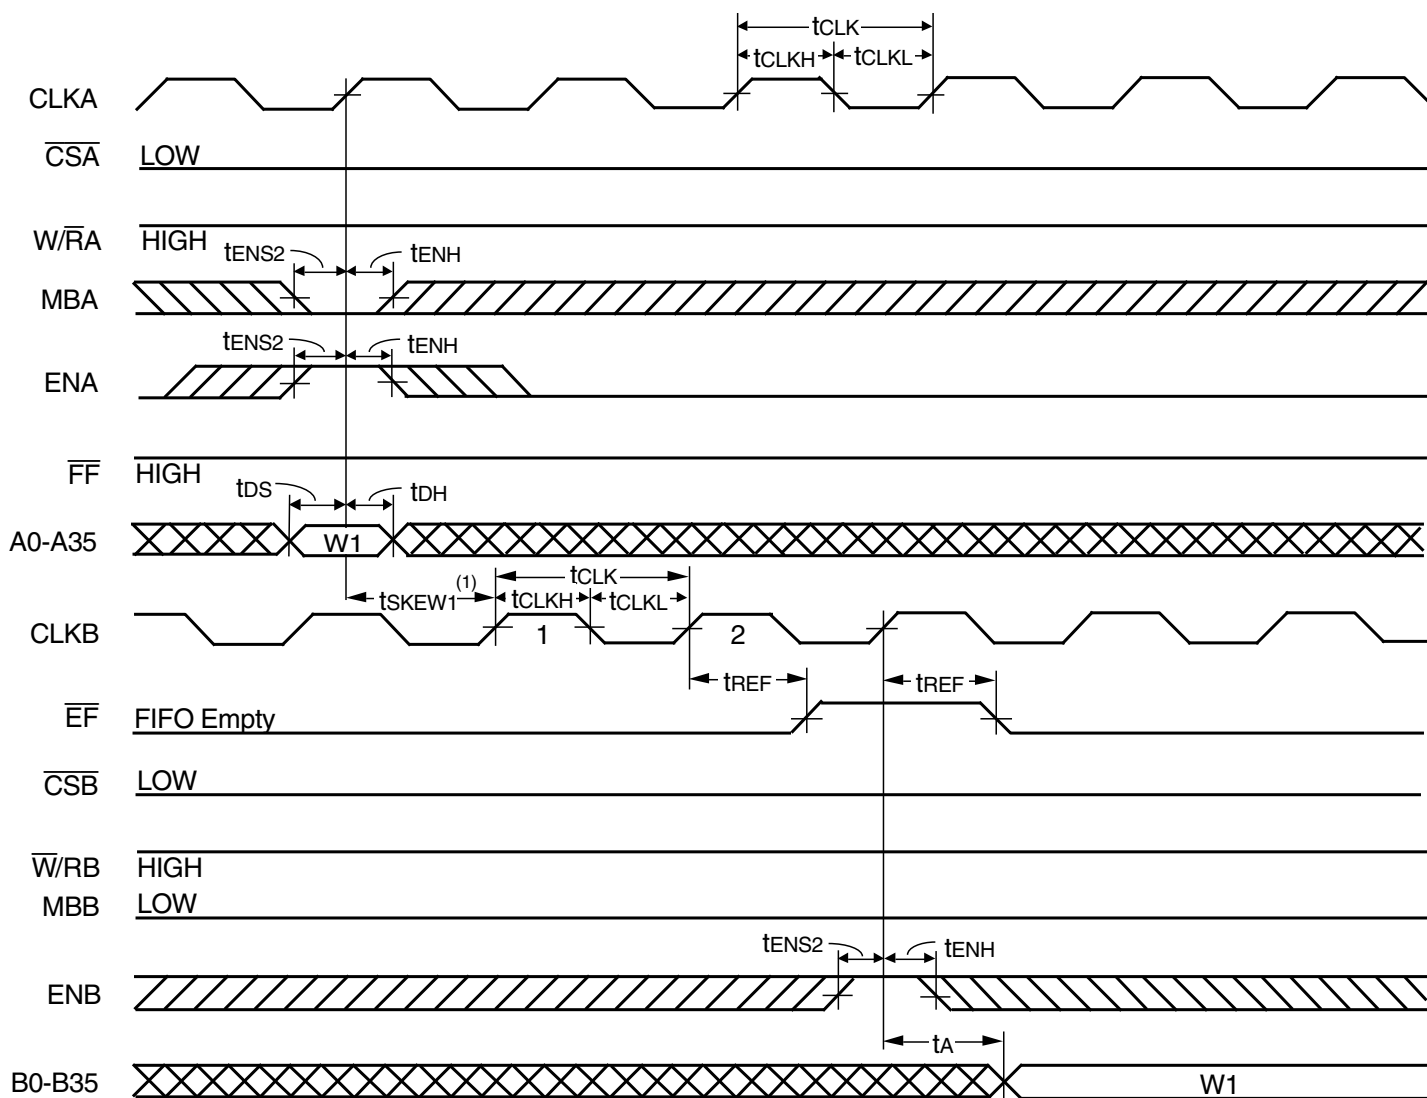 tCLK
tCLKH tCLKL
CLKA
CSA LOW
W/RA HIGH
tENS2 tENH
MBA
tENS2 tENH
ENA
FF HIGH
tDS tDH
A0-A35 W1
tSKEW1(1) tCLK
tCLKH tCLKL
CLKB 1 2
tREF tREF
EF FIFO Empty
CSB LOW
W/RB HIGH
MBB LOW
tENS2 tENH
ENB
tA
B0-B35 W1